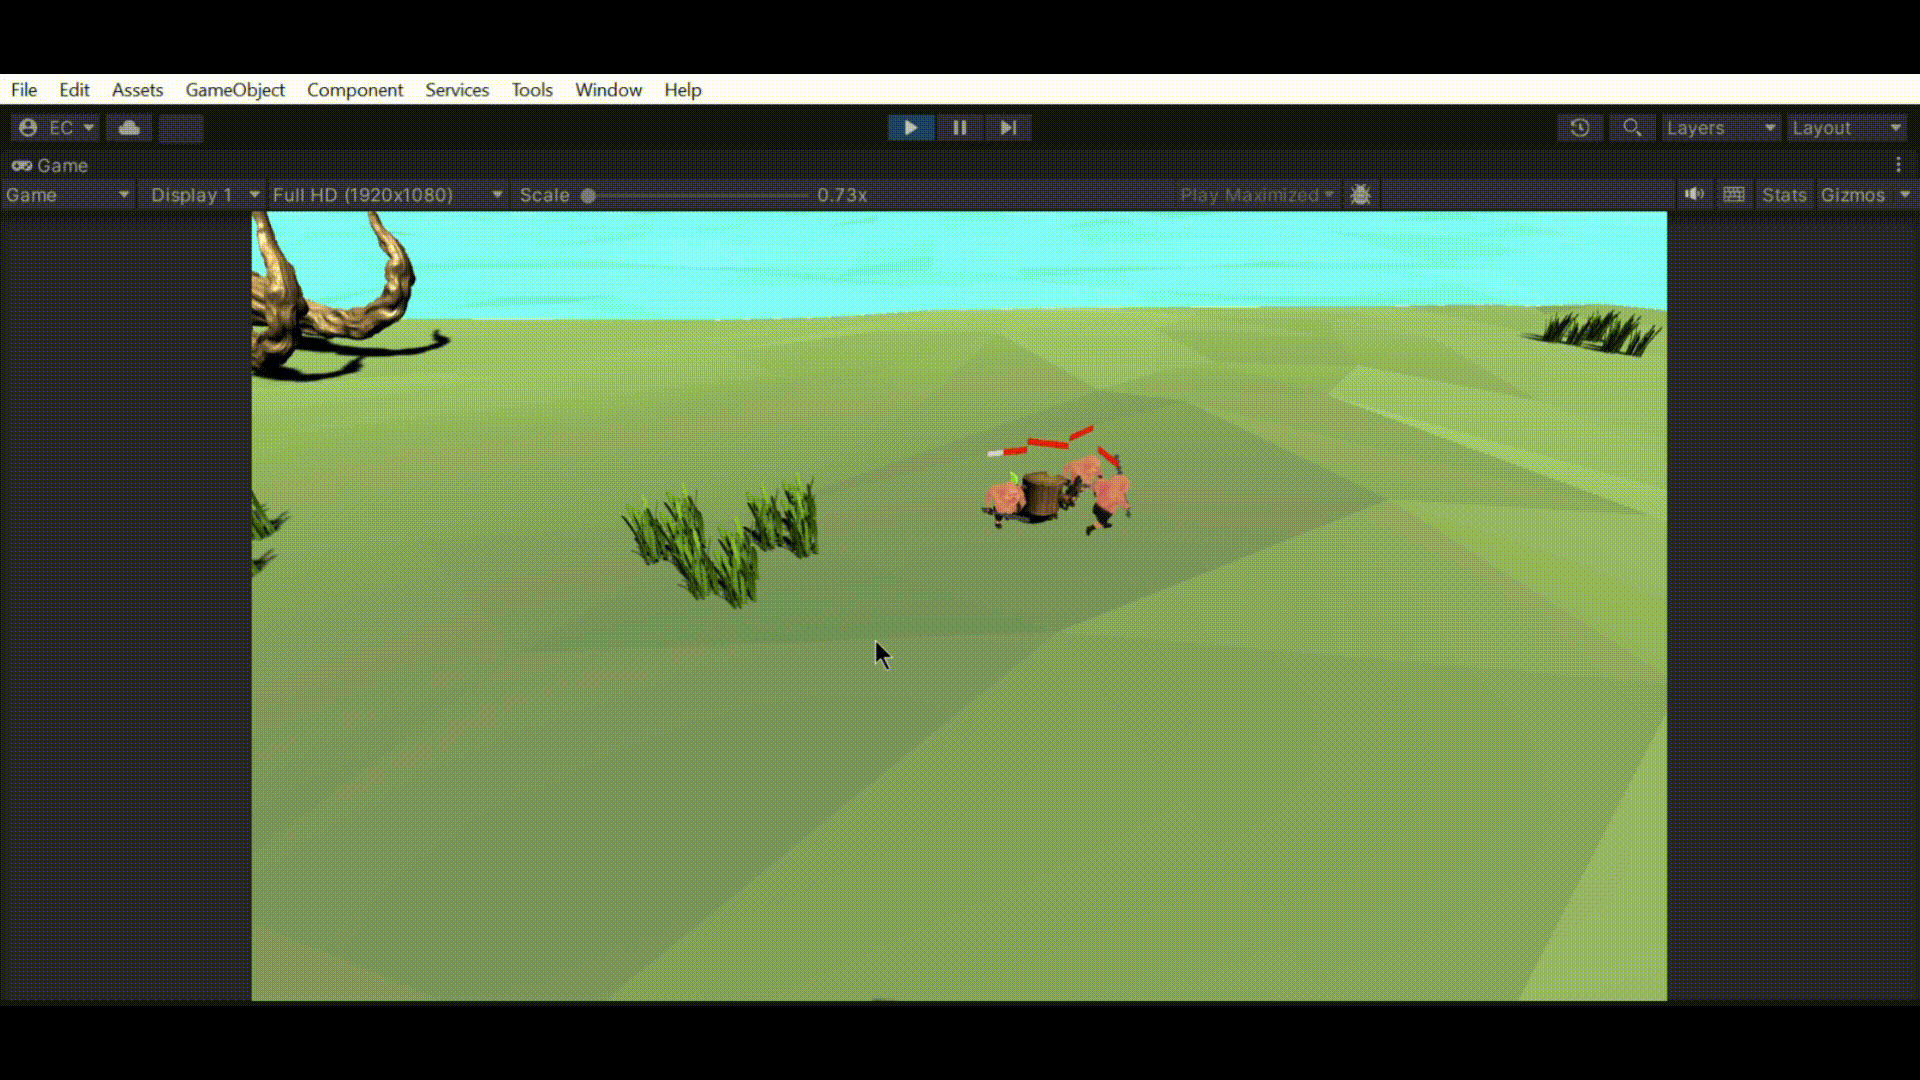 File Edit Assets GameObject Component Services Tools Window Help
EC Layers Layout
Game
Game Display 1 Full HD (1920x1080) Scale 0.73x Play Maximized Stats Gizmos